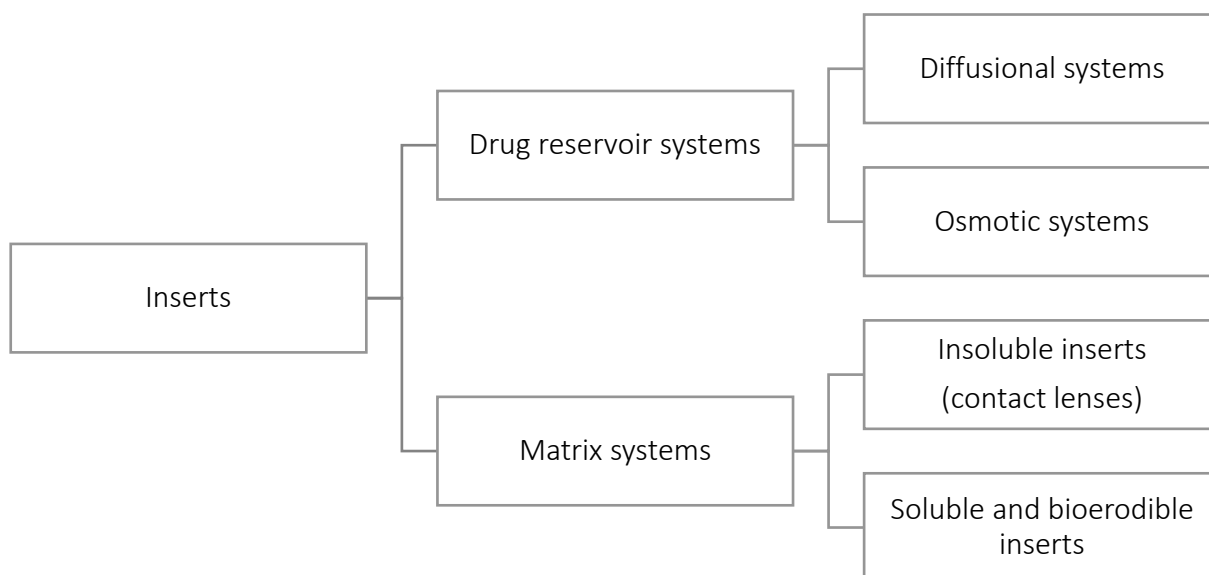 Diffusional systems
Drug reservoir systems
Osmotic systems
Inserts
Insoluble inserts
(contact lenses)
Matrix systems
Soluble and bioerodible
inserts